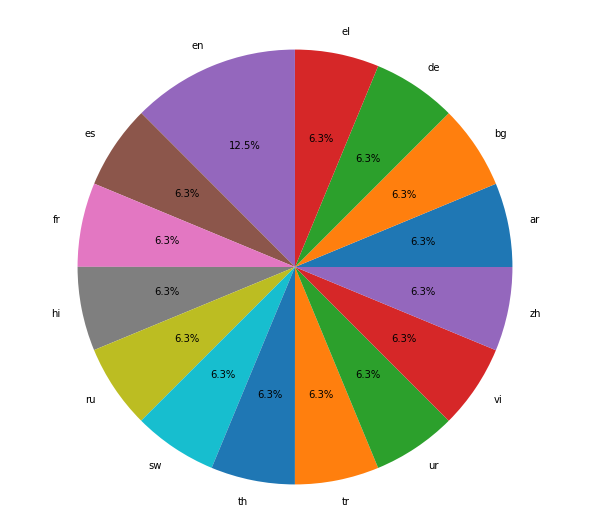 el
en
de
12.5%
6.3%
es
bg
6.3%
6.3%
6.3%
fr
ar
6.3%
6.3%
hi
zh
6.3%
6.3%
ru
vi
6.3%
6.3%
6.3%
6.3%
6.3%
6.3%
sw
ur
th
tr